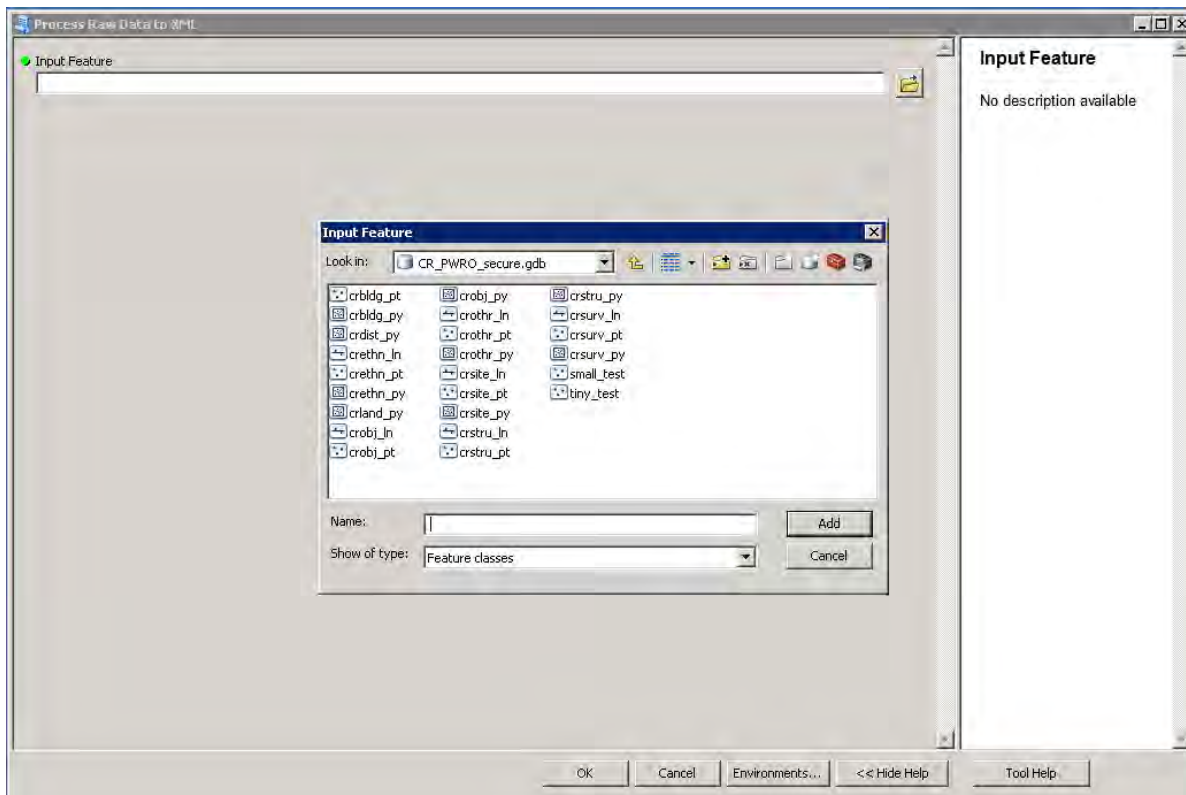 Process Raw Data to XML
Input Feature
Input Feature
No description available
Input Feature
Look in: CR_PWRO_secure.gdb
crbldg_pt crobj_py crstru_py
crbldg_py crothr_ln crsurv_ln
crdist_py crothr_pt crsurv_pt
crethn_ln crothr_py crsurv_py
crethn_pt crsite_ln small_test
crethn_py crsite_pt tiny_test
crland_py crsite_py
crobj_ln crstru_ln
crobj_pt crstru_pt
Name: Add
Show of type: Feature classes Cancel
OK Cancel Environments... << Hide Help Tool Help